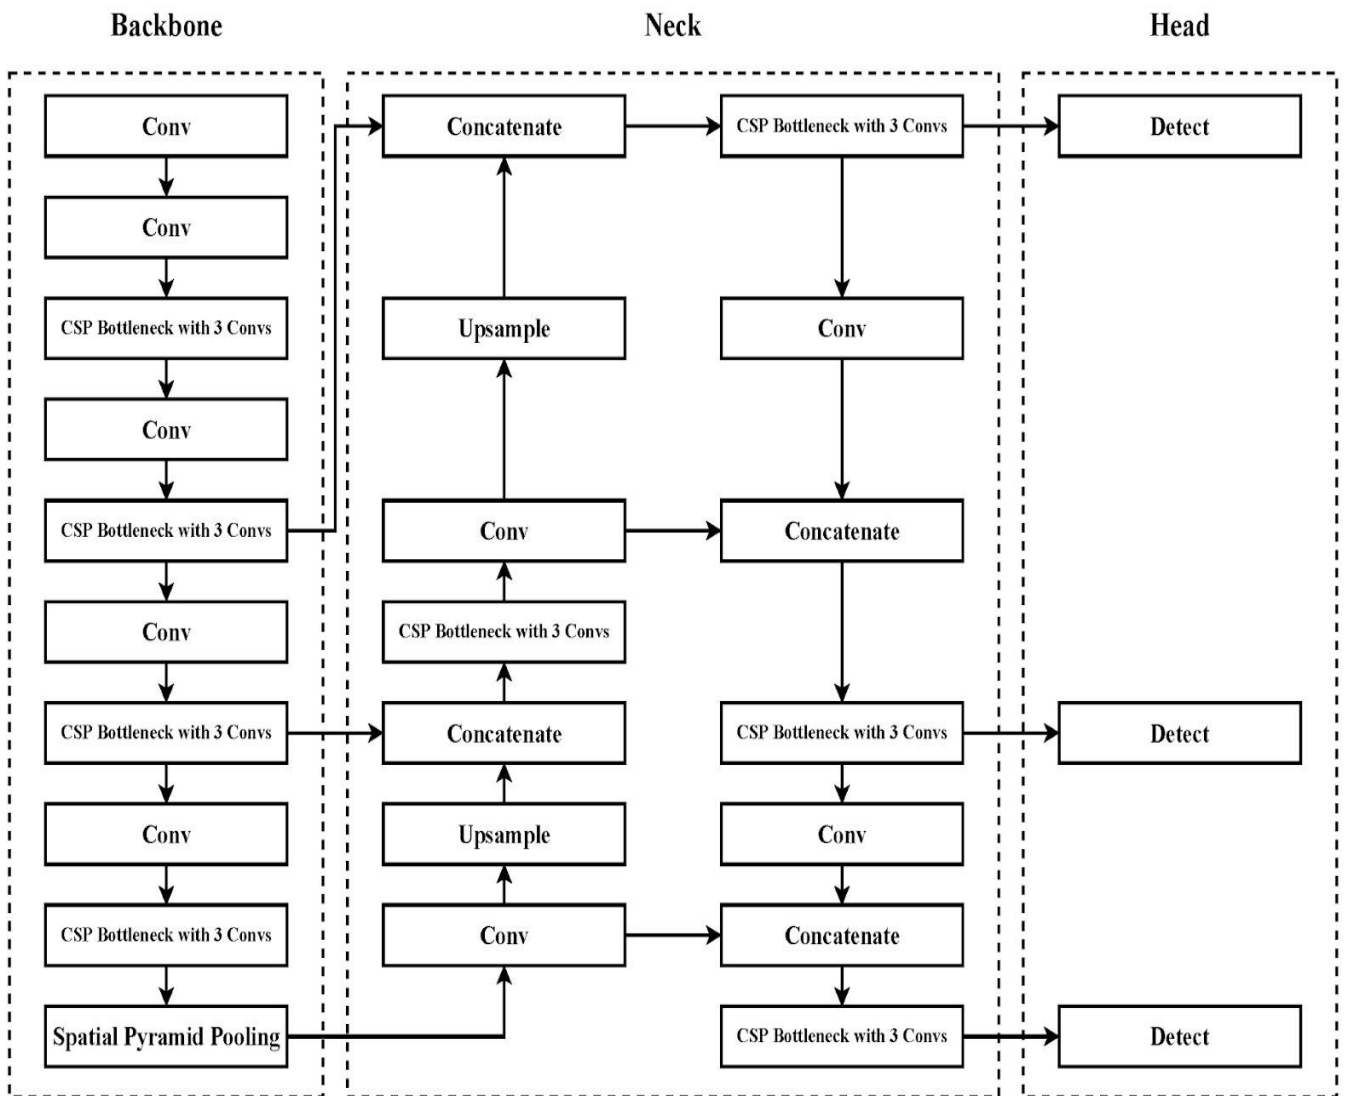 Backbone
Neck
Head
Conv
Conv
CSP Bottleneck with 3 Convs
Conv
CSP Bottleneck with 3 Convs
Conv
CSP Bottleneck with 3 Convs
Conv
CSP Bottleneck with 3 Convs
Spatial Pyramid Pooling
Concatenate
Upsample
Conv
CSP Bottleneck with 3 Convs
Concatenate
Upsample
Conv
CSP Bottleneck with 3 Convs
Conv
Concatenate
CSP Bottleneck with 3 Convs
Conv
Concatenate
CSP Bottleneck with 3 Convs
Detect
Detect
Detect